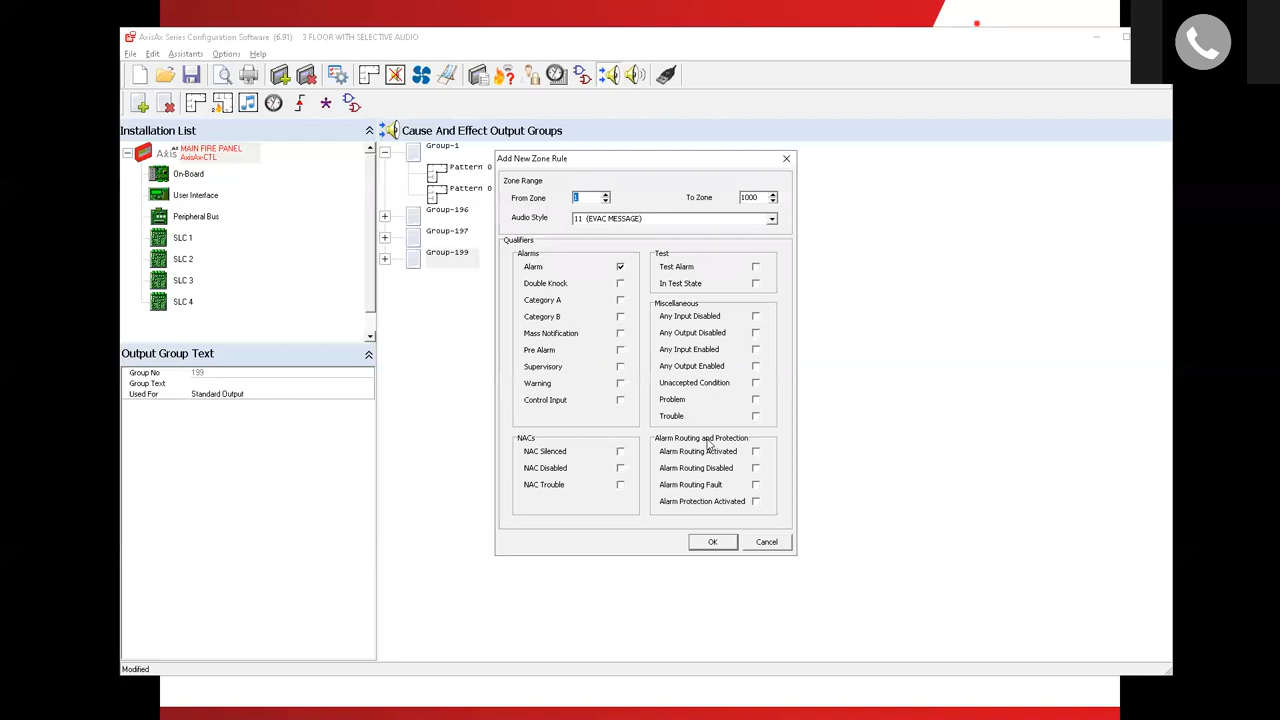 AxisAx Series Configuration Software (6.91) 3 FLOOR WITH SELECTIVE AUDIO
File Edit Assistants Options Help
Installation List
Axis AX MAIN FIRE PANEL
AxisAx-CTL
On-Board
User Interface
Peripheral Bus
SLC 1
SLC 2
SLC 3
SLC 4
Output Group Text
Group No 199
Group Text
Used For Standard Output
Modified
Cause And Effect Output Groups
Group-1
Pattern 0
Pattern 0
Group-196
Group-197
Group-199
Add New Zone Rule
Zone Range
From Zone 1 To Zone 1000
Audio Style 11 (EVAC MESSAGE)
Qualifiers
Alarms
Alarm
Double Knock
Category A
Category B
Mass Notification
Pre Alarm
Supervisory
Warning
Control Input
NACs
NAC Silenced
NAC Disabled
NAC Trouble
Test
Test Alarm
In Test State
Miscellaneous
Any Input Disabled
Any Output Disabled
Any Input Enabled
Any Output Enabled
Unaccepted Condition
Problem
Trouble
Alarm Routing and Protection
Alarm Routing Activated
Alarm Routing Disabled
Alarm Routing Fault
Alarm Protection Activated
OK Cancel